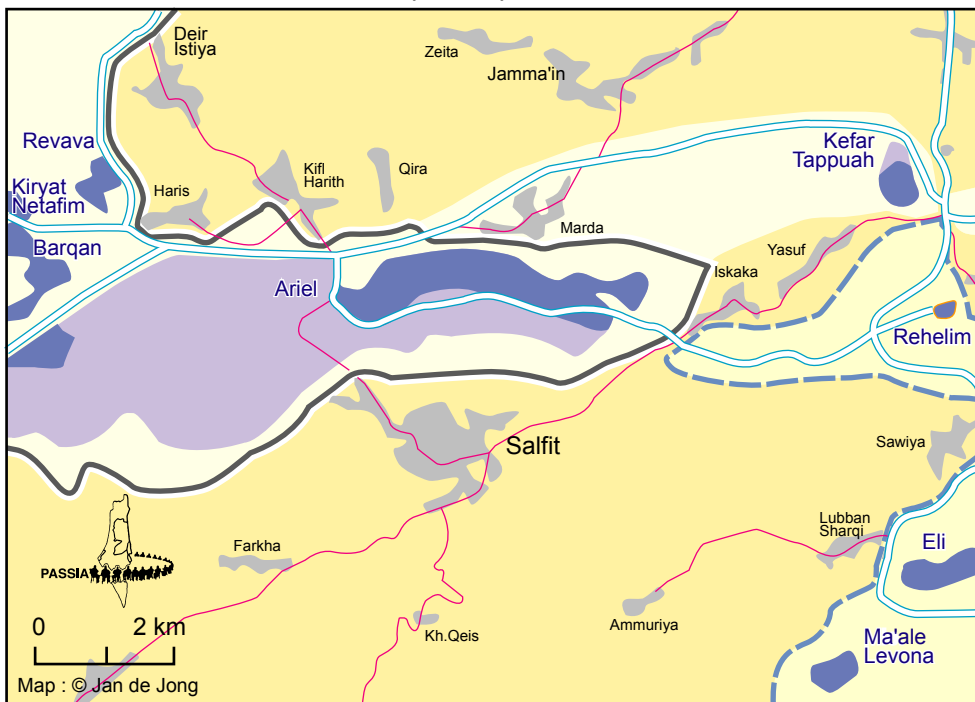 Deir
Istiya
Zeita
Jamma'in
Revava
Kefar
Tappuah
Kifl
Harith
Qira
Kiryat
Netafim
Haris
Marda
Barqan
Yasuf
Iskaka
Ariel
Rehelim
Salfit
Sawiya
Lubban
Sharqi
Farkha
Eli
PASSIA
Ammuriya
0 2 km
Kh.Qeis
Ma'ale
Levona
Map : © Jan de Jong